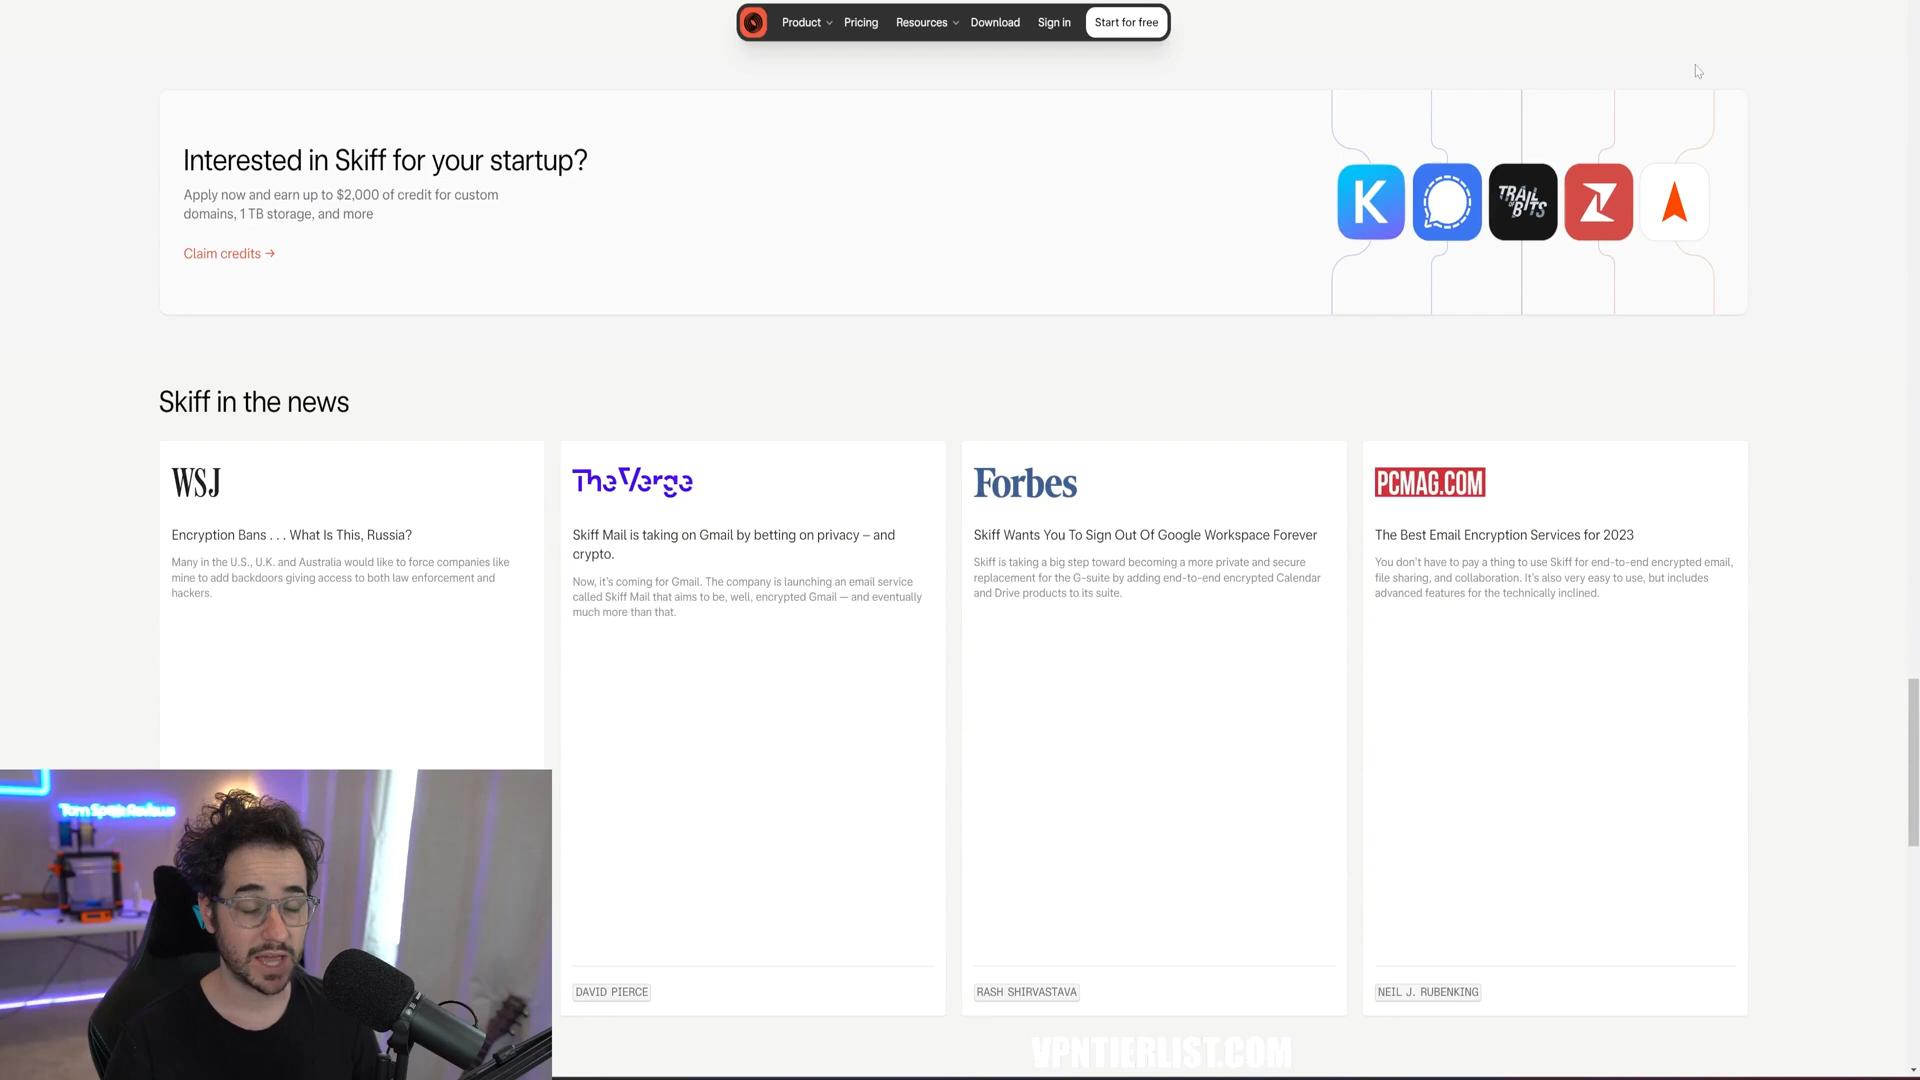 Product
Pricing
Resources
Download
Sign in
Start for free
Interested in Skiff for your startup?
Apply now and earn up to $2,000 of credit for custom
domains, 1 TB storage, and more
Claim credits →
K
TRAIL
OF
BITS
Z
Skiff in the news
WSJ
Encryption Bans . . . What Is This, Russia?
Many in the U.S., U.K. and Australia would like to force companies like
mine to add backdoors giving access to both law enforcement and
hackers.
The Verge
Skiff Mail is taking on Gmail by betting on privacy – and
crypto.
Now, it's coming for Gmail. The company is launching an email service
called Skiff Mail that aims to be, well, encrypted Gmail — and eventually
much more than that.
DAVID PIERCE
Forbes
Skiff Wants You To Sign Out Of Google Workspace Forever
Skiff is taking a big step toward becoming a more private and secure
replacement for the G-suite by adding end-to-end encrypted Calendar
and Drive products to its suite.
RASH SHIRVASTAVA
PCMAG.COM
The Best Email Encryption Services for 2023
You don't have to pay a thing to use Skiff for end-to-end encrypted email,
file sharing, and collaboration. It's also very easy to use, but includes
advanced features for the technically inclined.
NEIL J. RUBENKING
Tom Spark Reviews
VPNTIERLIST.COM